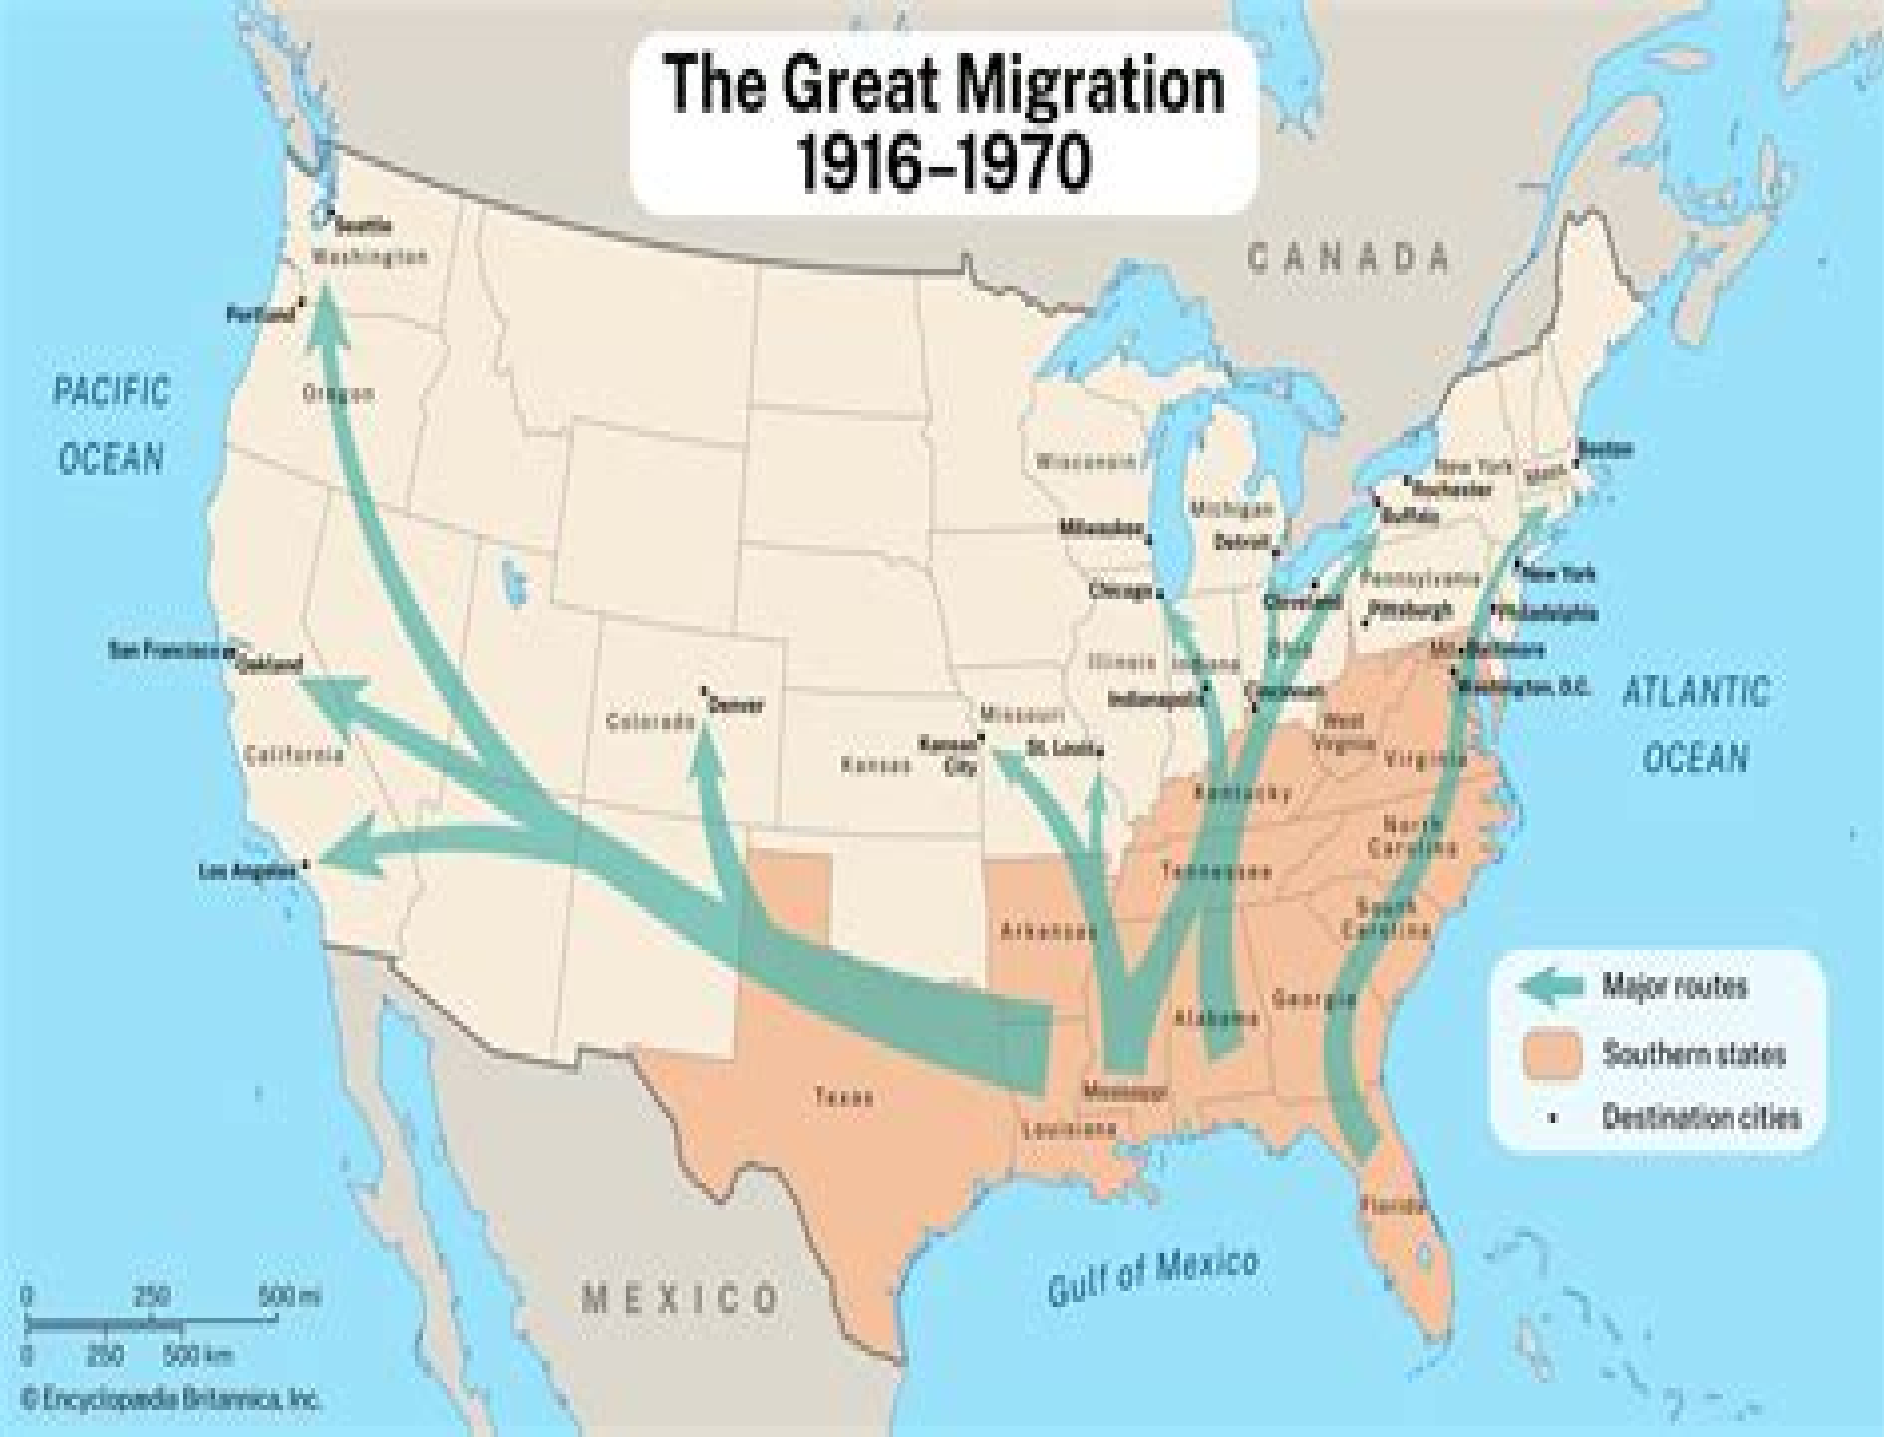 The Great Migration
1916–1970
CANADA
Seattle
Washington
Portland
Oregon
PACIFIC
OCEAN
San Francisco
Oakland
California
Los Angeles
Denver
Colorado
Kansas
Kansas
City
Missouri
St. Louis
Wisconsin
Milwaukee
Chicago
Michigan
Detroit
Illinois
Indiana
Indianapolis
Ohio
Cleveland
Cincinnati
New York
Rochester
Buffalo
Mass.
Boston
Pennsylvania
Pittsburgh
New York
Philadelphia
Md.
Baltimore
Washington, D.C.
West
Virginia
Virginia
Kentucky
Tennessee
North
Carolina
South
Carolina
Arkansas
Georgia
Alabama
Mississippi
Louisiana
Texas
Florida
ATLANTIC
OCEAN
Gulf of Mexico
MEXICO
Major routes
Southern states
Destination cities
0 250 500 mi
0 250 500 km
© Encyclopædia Britannica, Inc.